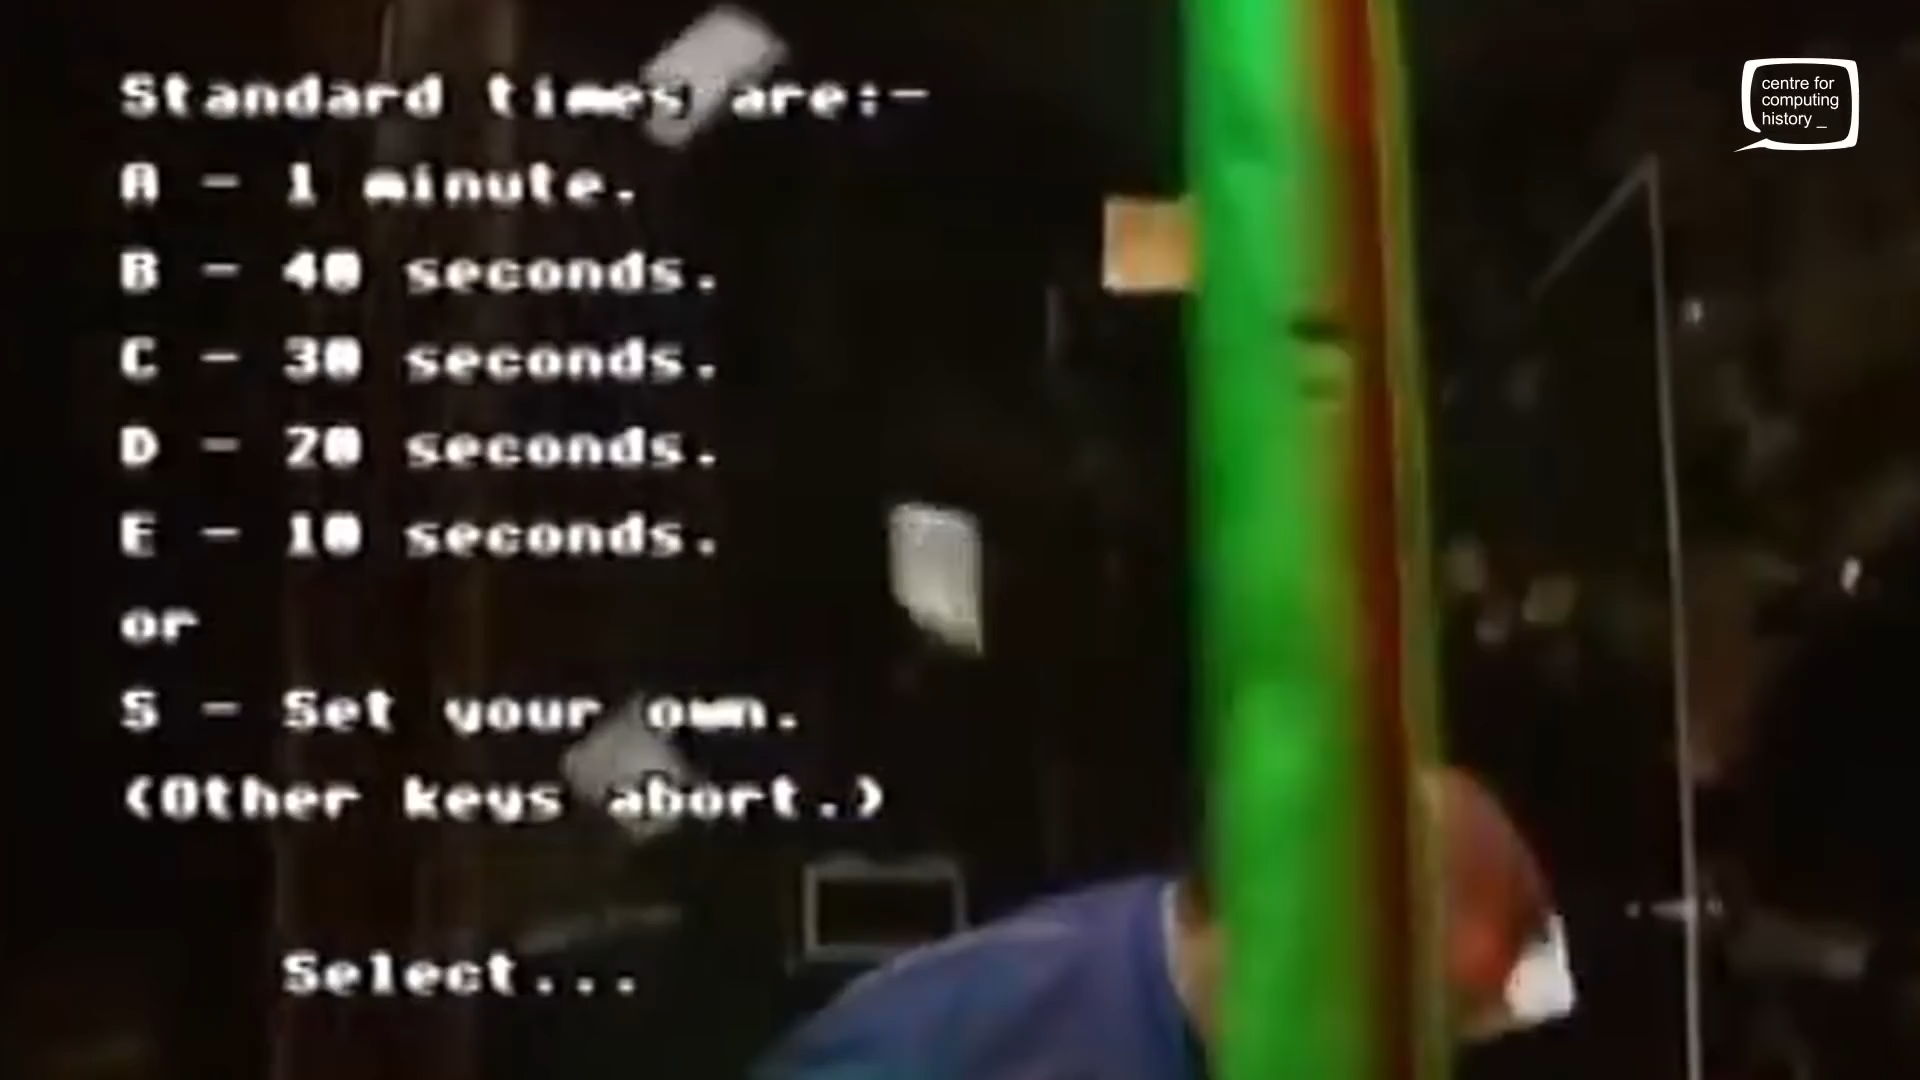 Standard times are:-
A - 1 minute.
B - 40 seconds.
C - 30 seconds.
D - 20 seconds.
E - 10 seconds.
or
S - Set your own.
(Other keys abort.)
Select...
centre for
computing
history _